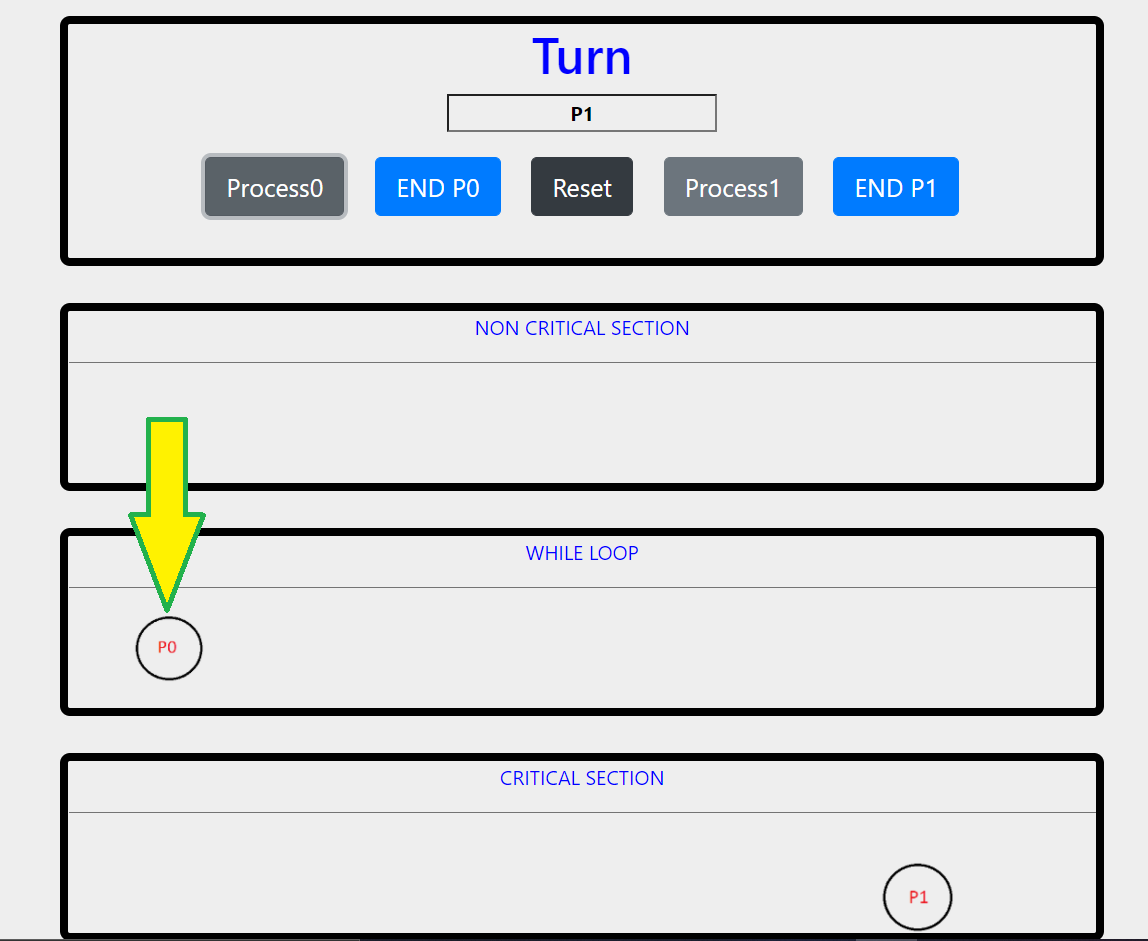 Turn
P1
Process0 END P0 Reset Process1 END P1
NON CRITICAL SECTION
WHILE LOOP
P0
CRITICAL SECTION
P1